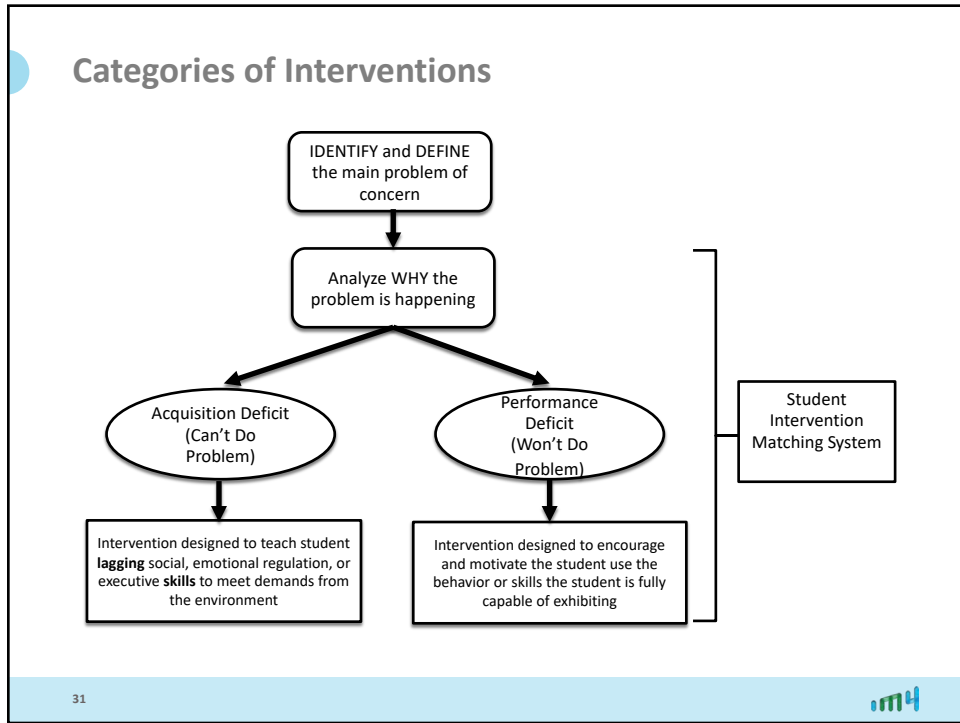 Categories of Interventions
IDENTIFY and DEFINE
the main problem of
concern
Analyze WHY the
problem is happening
Acquisition Deficit
(Can't Do
Problem)
Performance
Deficit
(Won't Do
Problem)
Student
Intervention
Matching System
Intervention designed to teach student
lagging social, emotional regulation, or
executive skills to meet demands from
the environment
Intervention designed to encourage
and motivate the student use the
behavior or skills the student is fully
capable of exhibiting
31
im4